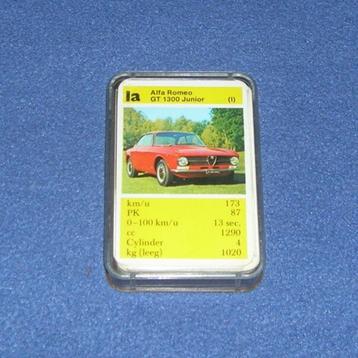 Ia
Alfa Romeo
GT 1300 Junior (I)
km/u 173
PK 87
0-100 km/u 13 sec.
cc 1290
Cylinder 4
kg (leeg) 1020